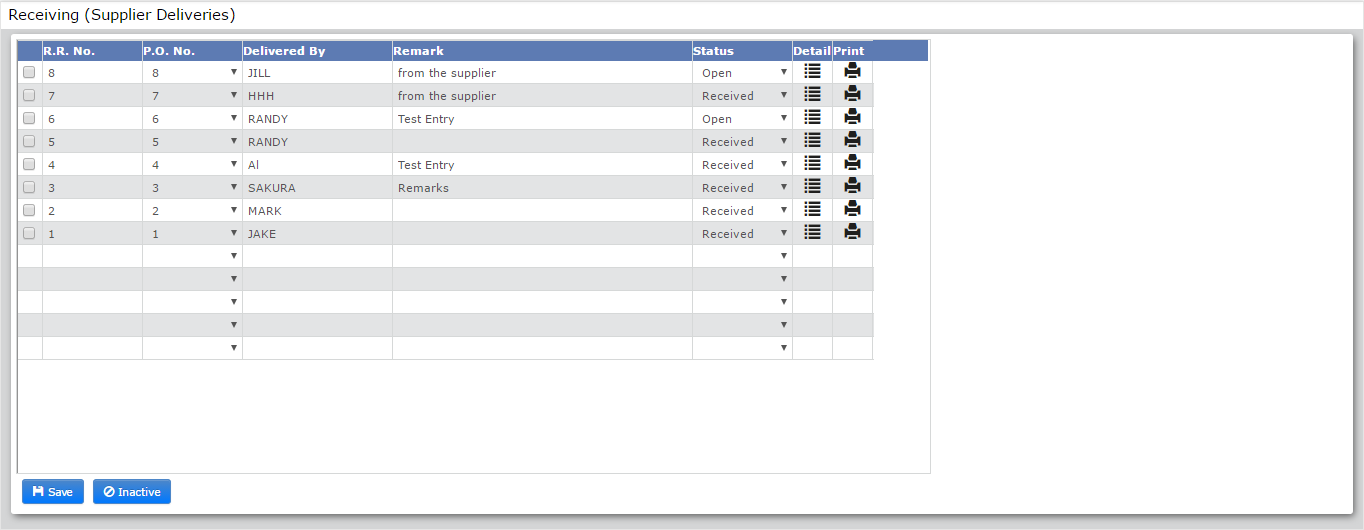 Receiving (Supplier Deliveries)
R.R. No. P.O. No. Delivered By Remark Status Detail Print
8 8 JILL from the supplier Open
7 7 HHH from the supplier Received
6 6 RANDY Test Entry Open
5 5 RANDY Received
4 4 Al Test Entry Received
3 3 SAKURA Remarks Received
2 2 MARK Received
1 1 JAKE Received
Save Inactive